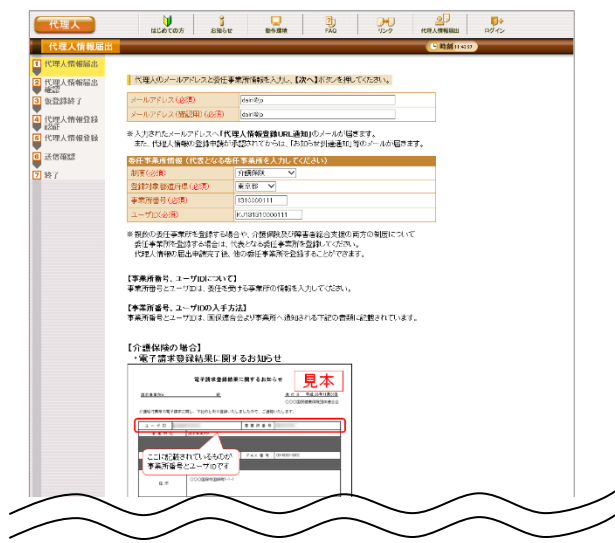 代理人
はじめての方
お知らせ
動作環境
FAQ
リンク
代理人情報届出
ログイン
代理人情報届出
時刻 11:41:53
1 代理人情報届出
2 代理人情報届出確認
3 仮登録終了
4 代理人情報登録認証
5 代理人情報登録
6 送信確認
7 終了
代理人のメールアドレスと委任事業所情報を入力し、【次へ】ボタンを押してください。
メールアドレス(必須)
メールアドレス(確認用)(必須)
※入力されたメールアドレスへ「代理人情報登録URL通知」のメールが届きます。
また、代理人情報の登録申請が承認されてからは、「お知らせ到達通知」等のメールが届きます。
委任事業所情報（代表となる委任事業所を入力してください）
制度(必須) 介護保険
登録対象都道府県(必須) 東京都
事業所番号(必須) 1310000111
ユーザID(必須) KJ131310000111
※複数の委任事業所を登録する場合や、介護保険及び障害者総合支援の両方の制度について
委任事業所を登録する場合は、代表となる委任事業所を登録してください。
代理人情報の届出申請完了後、他の委任事業所を登録することができます。
【事業所番号、ユーザIDについて】
事業所番号とユーザIDは、委任を受ける事業所の情報を入力してください。
【事業所番号、ユーザIDの入手方法】
事業所番号とユーザIDは、国保連合会より事業所へ通知される下記の書類に記載されています。
【介護保険の場合】
・電子請求登録結果に関するお知らせ
電子請求登録結果に関するお知らせ
見本
ユーザID
事業所番号
ここに記載されているものが
事業所番号とユーザIDです
住所